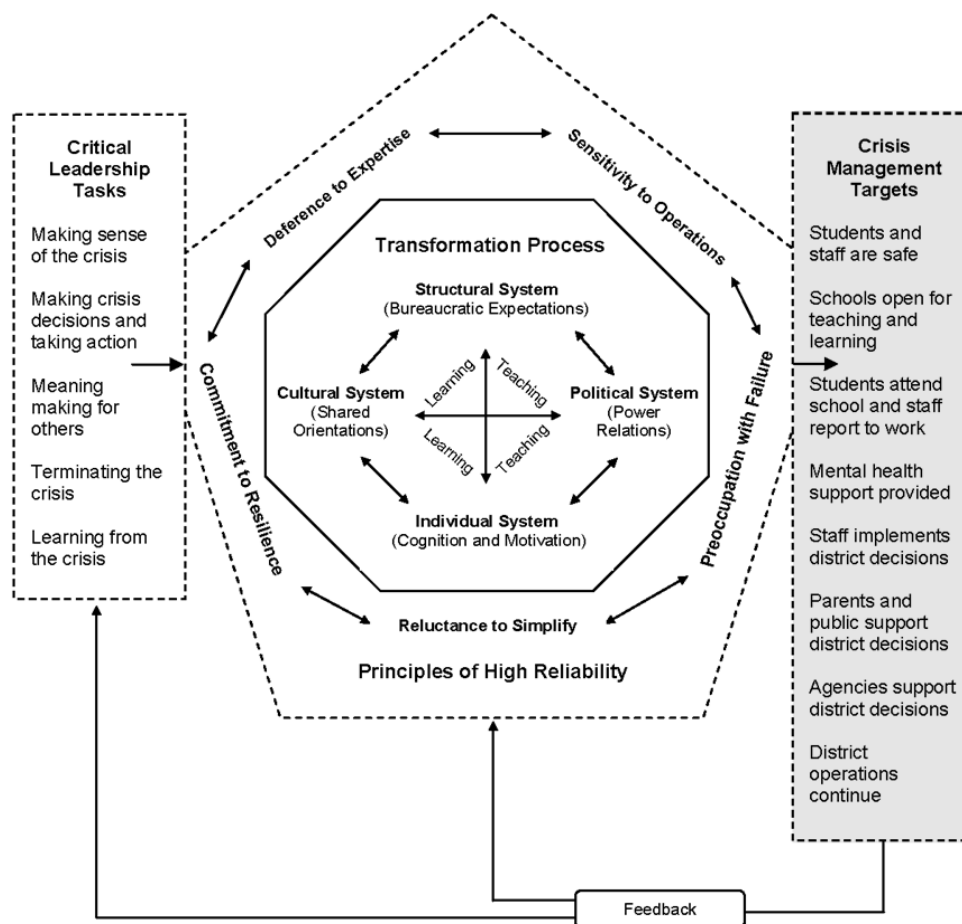 Critical
Leadership
Tasks
Making sense
of the crisis
Making crisis
decisions and
taking action
Meaning
making for
others
Terminating the
crisis
Learning from
the crisis
Deference to Expertise
Sensitivity to Operations
Commitment to Resilience
Preoccupation with Failure
Reluctance to Simplify
Principles of High Reliability
Transformation Process
Structural System
(Bureaucratic Expectations)
Cultural System
(Shared
Orientations)
Learning
Teaching
Learning
Teaching
Political System
(Power
Relations)
Individual System
(Cognition and Motivation)
Crisis
Management
Targets
Students and
staff are safe
Schools open for
teaching and
learning
Students attend
school and staff
report to work
Mental health
support provided
Staff implements
district decisions
Parents and
public support
district decisions
Agencies support
district decisions
District
operations
continue
Feedback